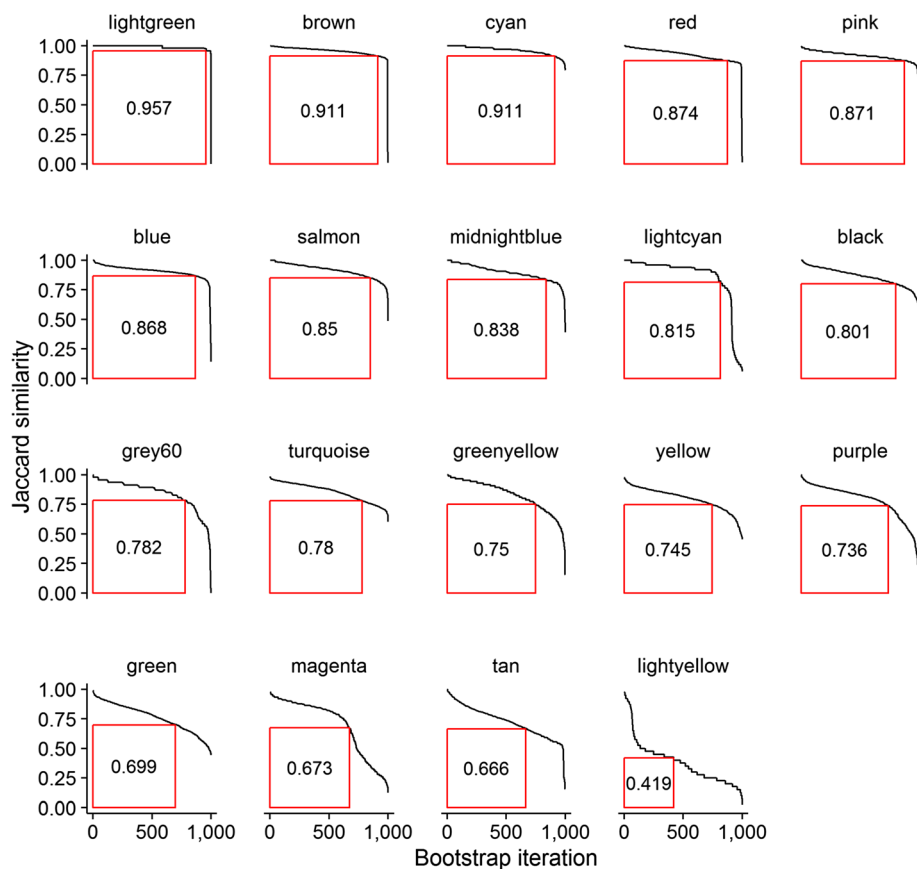 lightgreen brown cyan red pink
1.00
0.75
0.50
0.25
0.00
0.957 0.911 0.911 0.874 0.871
blue salmon midnightblue lightcyan black
1.00
0.75
0.50
0.25
0.00
0.868 0.85 0.838 0.815 0.801
Jaccard similarity
grey60 turquoise greenyellow yellow purple
1.00
0.75
0.50
0.25
0.00
0.782 0.78 0.75 0.745 0.736
green magenta tan lightyellow
1.00
0.75
0.50
0.25
0.00
0.699 0.673 0.666 0.419
0 500 1,000 0 500 1,000 0 500 1,000 0 500 1,000
Bootstrap iteration